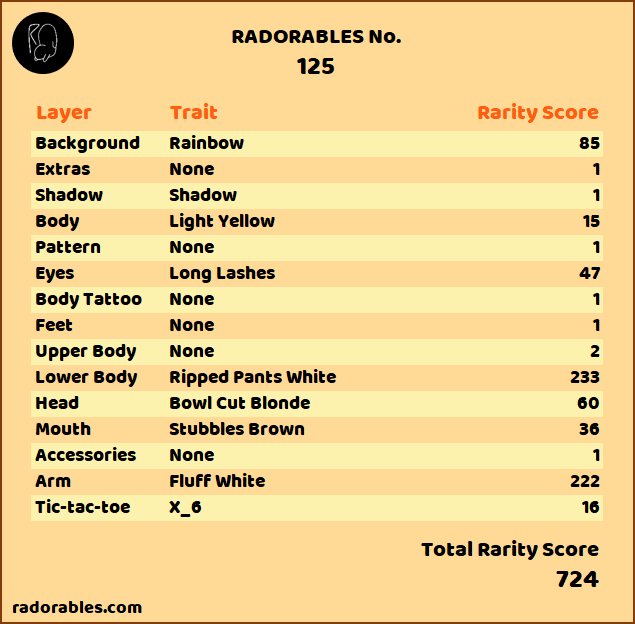 RADORABLES No.
125
Layer Trait Rarity Score
Background Rainbow 85
Extras None 1
Shadow Shadow 1
Body Light Yellow 15
Pattern None 1
Eyes Long Lashes 47
Body Tattoo None 1
Feet None 1
Upper Body None 2
Lower Body Ripped Pants White 233
Head Bowl Cut Blonde 60
Mouth Stubbles Brown 36
Accessories None 1
Arm Fluff White 222
Tic-tac-toe X_6 16
Total Rarity Score
724
radorables.com